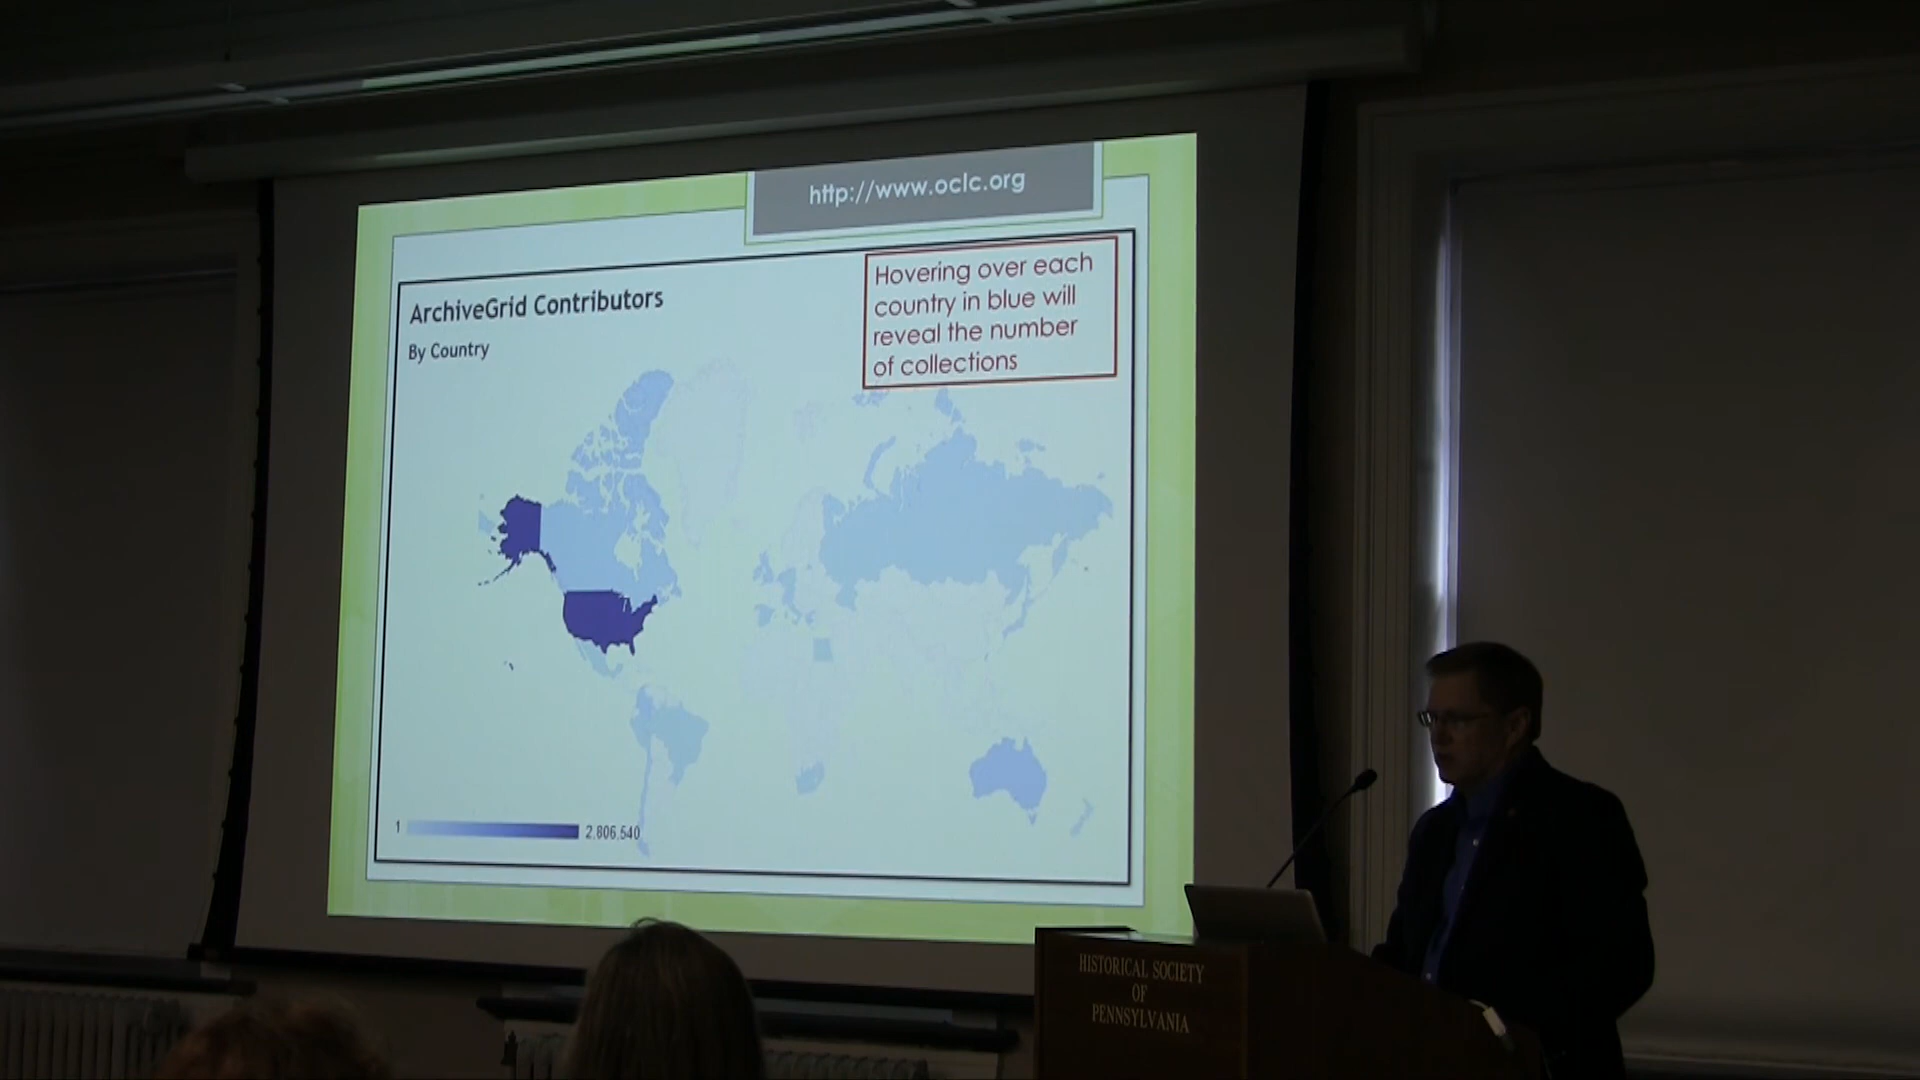 http://www.oclc.org
Hovering over each
country in blue will
reveal the number
of collections
ArchiveGrid Contributors
By Country
1
2,806,540
HISTORICAL SOCIETY
OF
PENNSYLVANIA